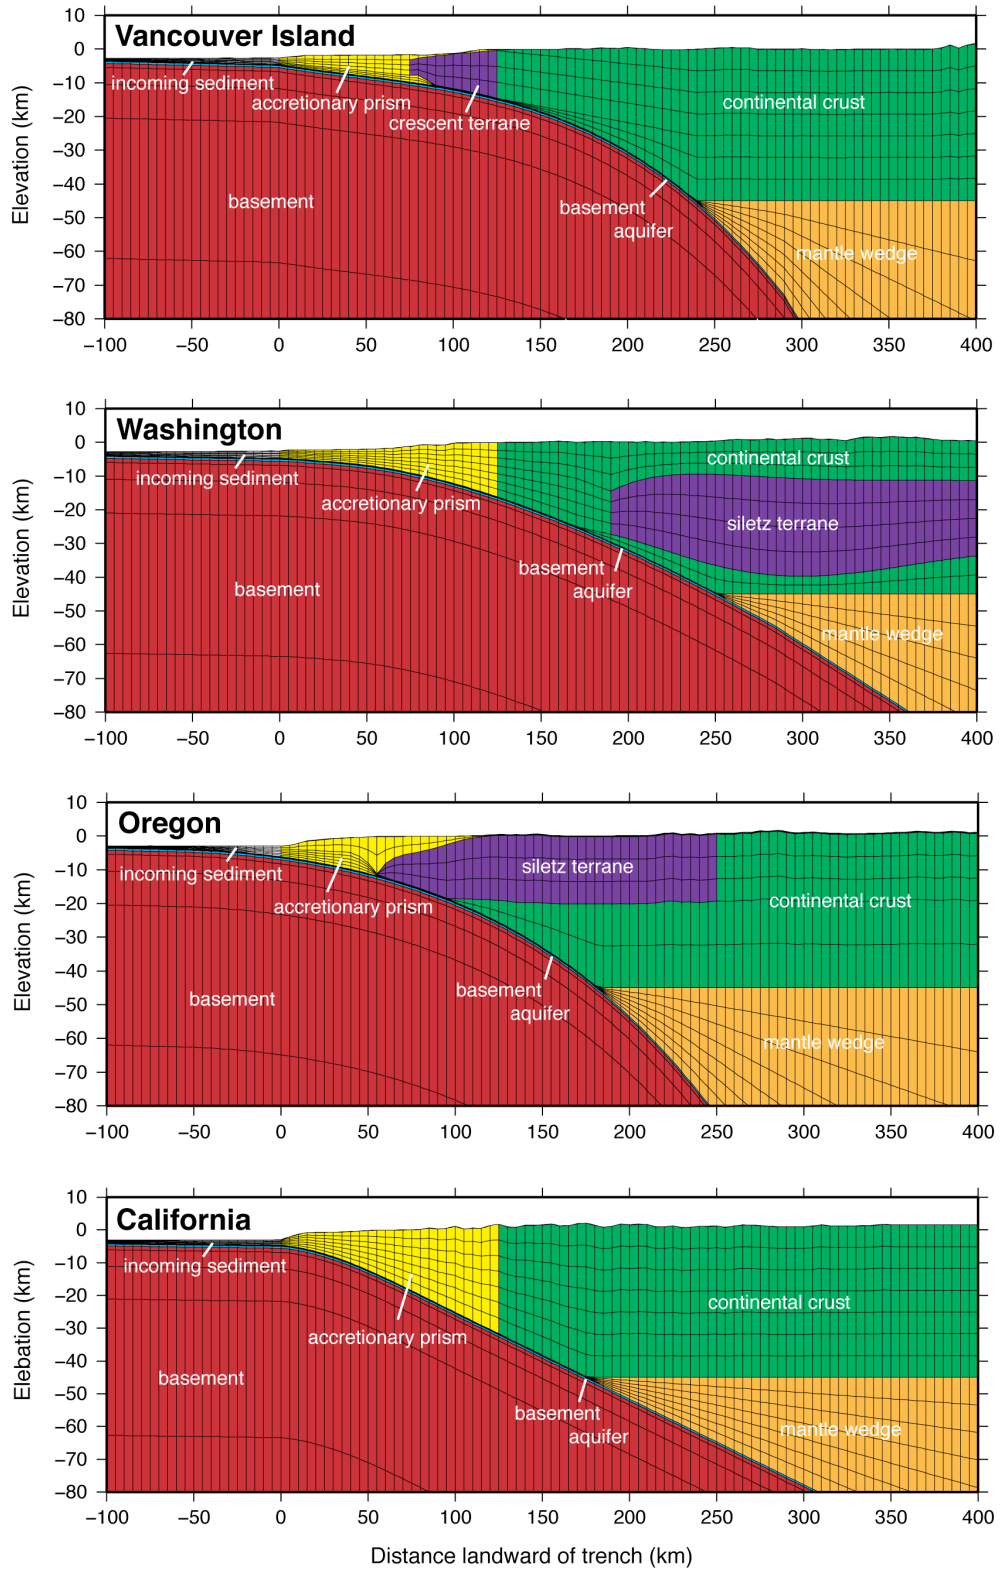 Vancouver Island
10
0
−10
−20
−30
−40
−50
−60
−70
−80
Elevation (km)
incoming sediment
accretionary prism
crescent terrane
continental crust
basement
basement
aquifer
mantle wedge
−100 −50 0 50 100 150 200 250 300 350 400
Washington
10
0
−10
−20
−30
−40
−50
−60
−70
−80
Elevation (km)
incoming sediment
accretionary prism
continental crust
siletz terrane
basement
aquifer
basement
mantle wedge
−100 −50 0 50 100 150 200 250 300 350 400
Oregon
10
0
−10
−20
−30
−40
−50
−60
−70
−80
Elevation (km)
incoming sediment
accretionary prism
siletz terrane
continental crust
basement
basement
aquifer
mantle wedge
−100 −50 0 50 100 150 200 250 300 350 400
California
10
0
−10
−20
−30
−40
−50
−60
−70
−80
Elebation (km)
incoming sediment
accretionary prism
continental crust
basement
basement
aquifer
mantle wedge
−100 −50 0 50 100 150 200 250 300 350 400
Distance landward of trench (km)